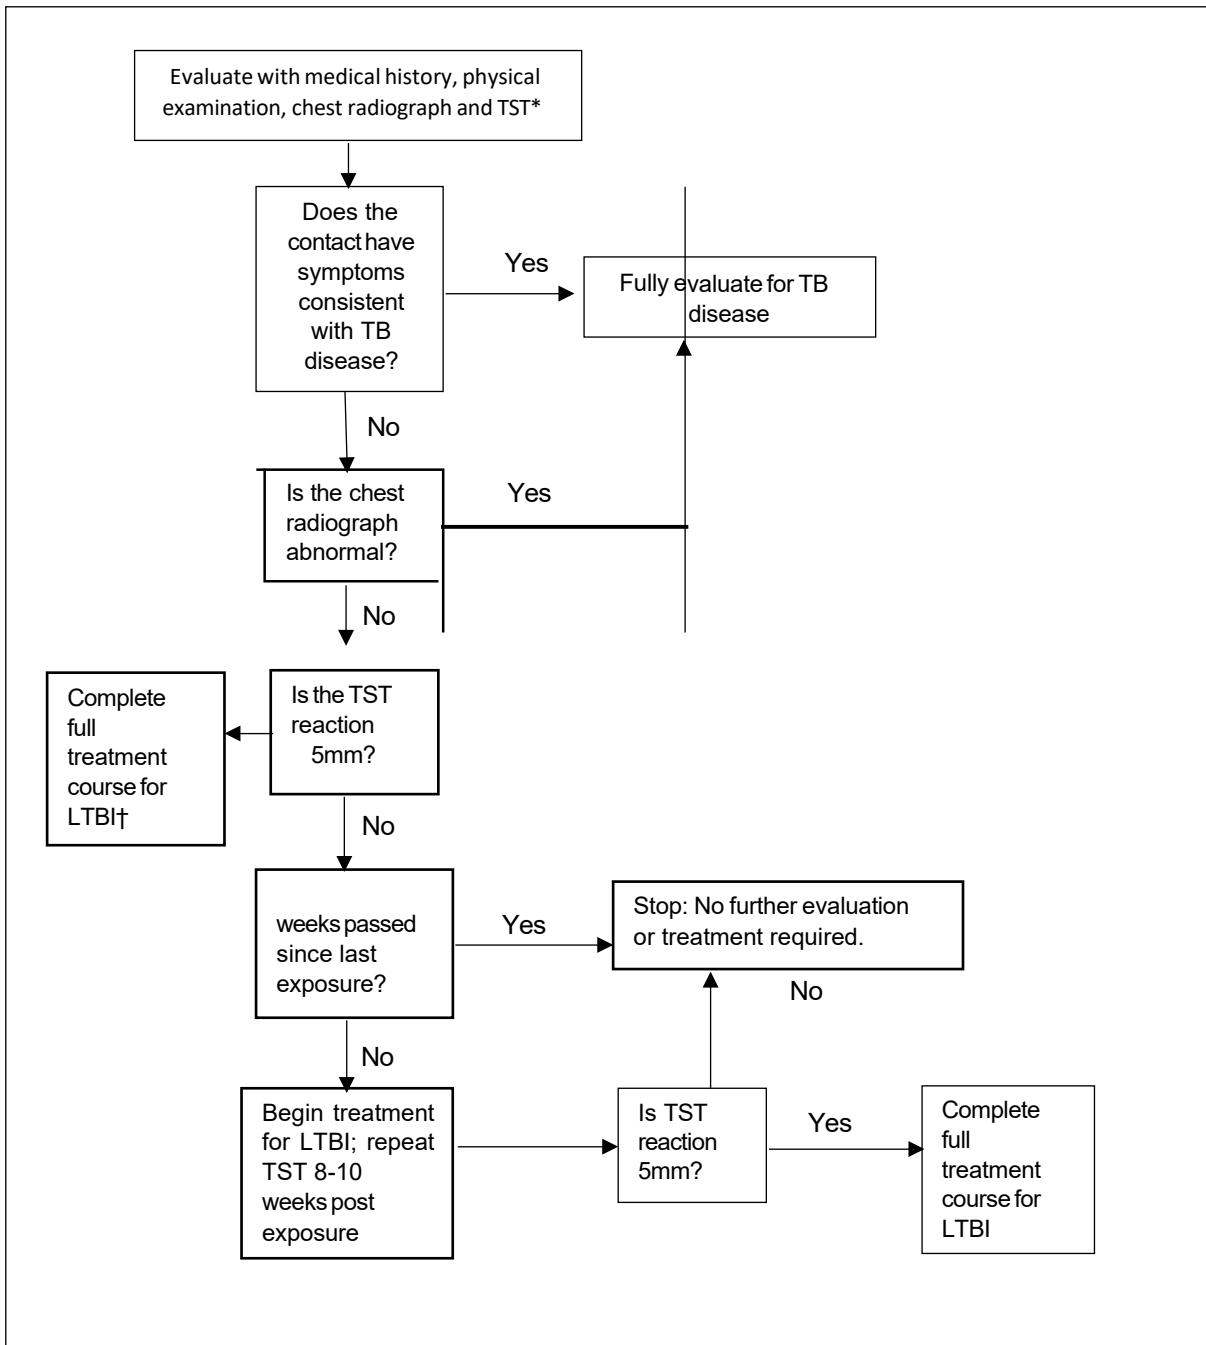 Evaluate with medical history, physical
examination, chest radiograph and TST*
Does the
contact have
symptoms
consistent
with TB
disease?
Yes
Fully evaluate for TB
disease
No
Is the chest
radiograph
abnormal?
Yes
No
Complete
full
treatment
course for
LTBI†
Is the TST
reaction
5mm?
No
weeks passed
since last
exposure?
Yes
Stop: No further evaluation
or treatment required.
No
No
Begin treatment
for LTBI; repeat
TST 8-10
weeks post
exposure
Is TST
reaction
5mm?
Yes
Complete
full
treatment
course for
LTBI